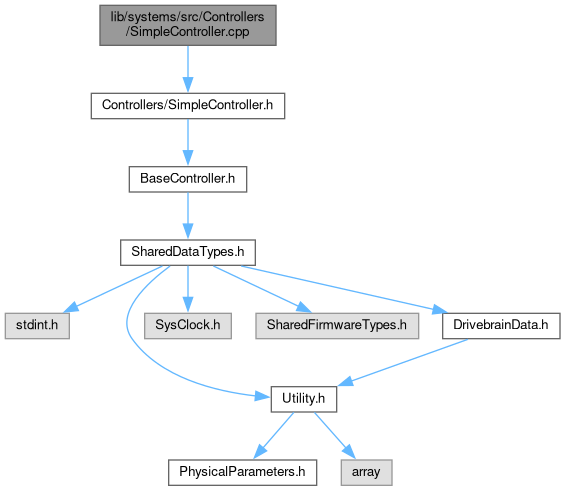 lib/systems/src/Controllers
/SimpleController.cpp
Controllers/SimpleController.h
BaseController.h
SharedDataTypes.h
stdint.h
SysClock.h
SharedFirmwareTypes.h
DrivebrainData.h
Utility.h
PhysicalParameters.h
array